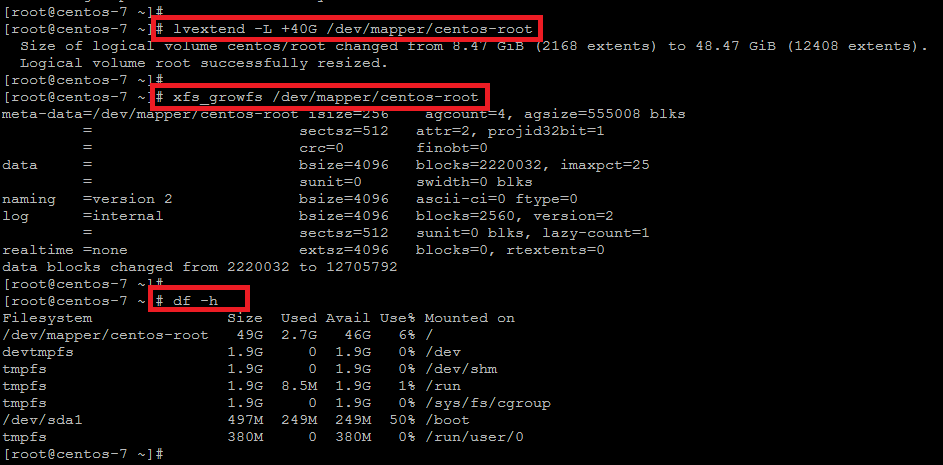 [root@centos-7 ~]#
[root@centos-7 ~]# lvextend -L +40G /dev/mapper/centos-root
  Size of logical volume centos/root changed from 8.47 GiB (2168 extents) to 48.47 GiB (12408 extents).
  Logical volume root successfully resized.
[root@centos-7 ~]#
[root@centos-7 ~]# xfs_growfs /dev/mapper/centos-root
meta-data=/dev/mapper/centos-root isize=256    agcount=4, agsize=555008 blks
         =                       sectsz=512   attr=2, projid32bit=1
         =                       crc=0        finobt=0
data     =                       bsize=4096   blocks=2220032, imaxpct=25
         =                       sunit=0      swidth=0 blks
naming   =version 2              bsize=4096   ascii-ci=0 ftype=0
log      =internal               bsize=4096   blocks=2560, version=2
         =                       sectsz=512   sunit=0 blks, lazy-count=1
realtime =none                   extsz=4096   blocks=0, rtextents=0
data blocks changed from 2220032 to 12705792
[root@centos-7 ~]#
[root@centos-7 ~]# df -h
Filesystem               Size  Used Avail Use% Mounted on
/dev/mapper/centos-root   49G  2.7G   46G   6% /
devtmpfs                 1.9G     0  1.9G   0% /dev
tmpfs                    1.9G     0  1.9G   0% /dev/shm
tmpfs                    1.9G  8.5M  1.9G   1% /run
tmpfs                    1.9G     0  1.9G   0% /sys/fs/cgroup
/dev/sda1                497M  249M  249M  50% /boot
tmpfs                    380M     0  380M   0% /run/user/0
[root@centos-7 ~]#